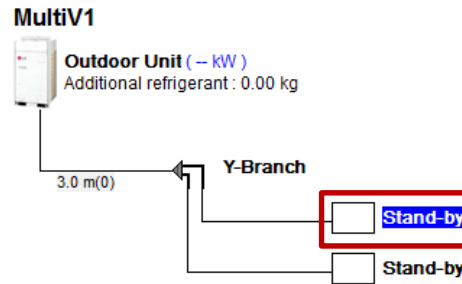 MultiV1
Outdoor Unit ( -- kW )
Additional refrigerant : 0.00 kg
Y-Branch
3.0 m(0)
Stand-by
Stand-by